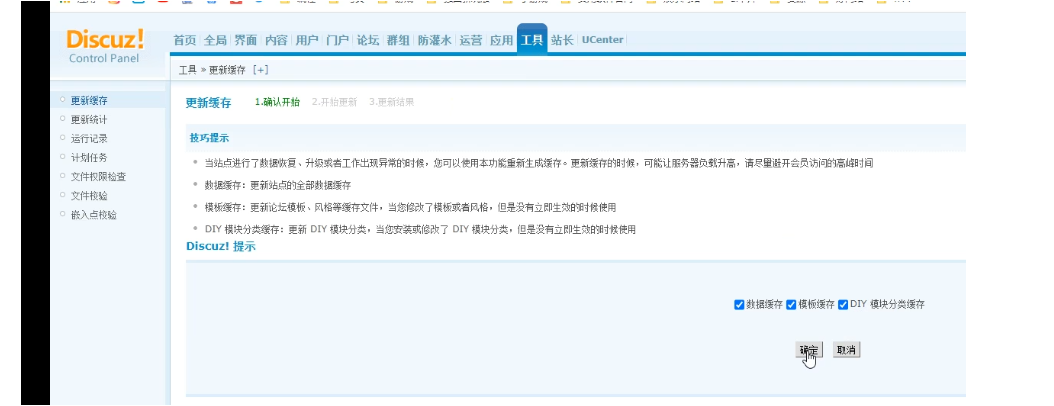 Discuz!
Control Panel
首页 全局 界面 内容 用户 门户 论坛 群组 防灌水 运营 应用 工具 站长 UCenter
工具 » 更新缓存 [+]
更新缓存
更新统计
运行记录
计划任务
文件权限检查
文件校验
嵌入点校验
更新缓存 1.确认开始 2.开始更新 3.更新结果
技巧提示
当站点进行了数据恢复、升级或者工作出现异常的时候，您可以使用本功能重新生成缓存。更新缓存的时候，可能让服务器负载升高，请尽量避开会员访问的高峰时间
数据缓存：更新站点的全部数据缓存
模板缓存：更新论坛模板、风格等缓存文件，当您修改了模板或者风格，但是没有立即生效的时候使用
DIY 模块分类缓存：更新 DIY 模块分类，当您安装或修改了 DIY 模块分类，但是没有立即生效的时候使用
Discuz! 提示
数据缓存 模板缓存 DIY 模块分类缓存
确定 取消